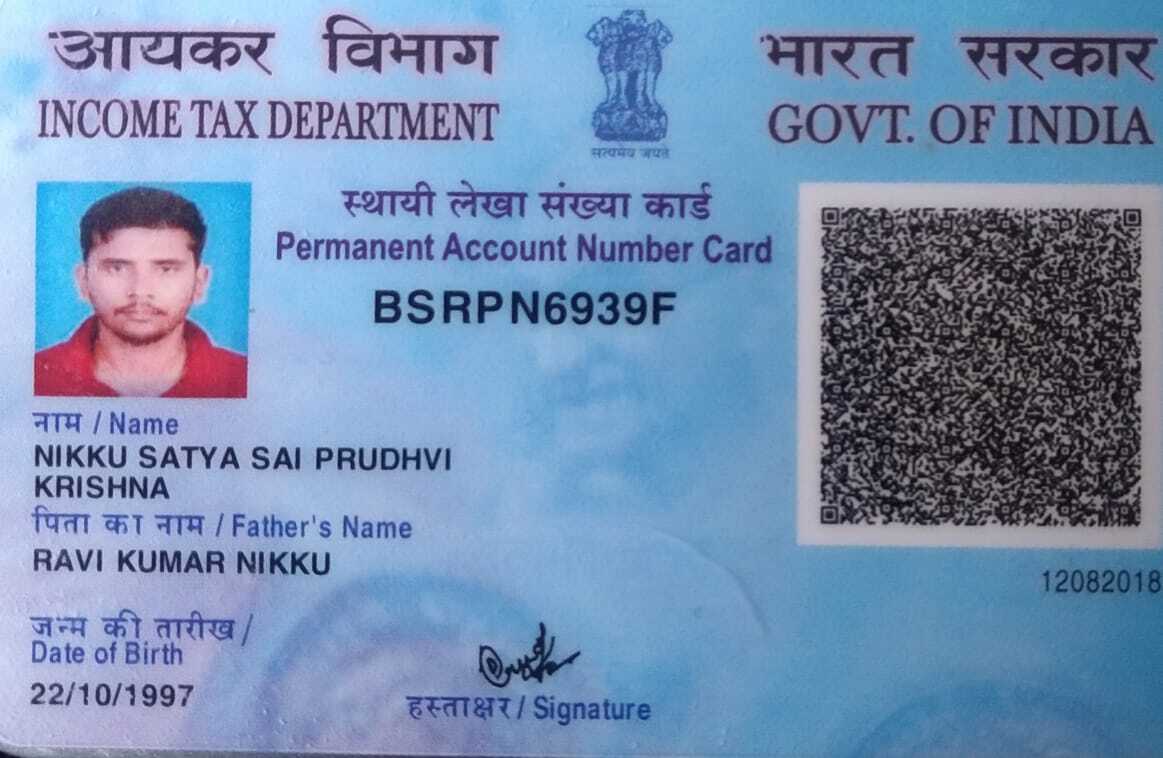 आयकर विभाग
INCOME TAX DEPARTMENT
सत्यमेव जयते
भारत सरकार
GOVT. OF INDIA
स्थायी लेखा संख्या कार्ड
Permanent Account Number Card
BSRPN6939F
नाम / Name
NIKKU SATYA SAI PRUDHVI
KRISHNA
पिता का नाम / Father's Name
RAVI KUMAR NIKKU
जन्म की तारीख /
Date of Birth
22/10/1997
हस्ताक्षर / Signature
12082018